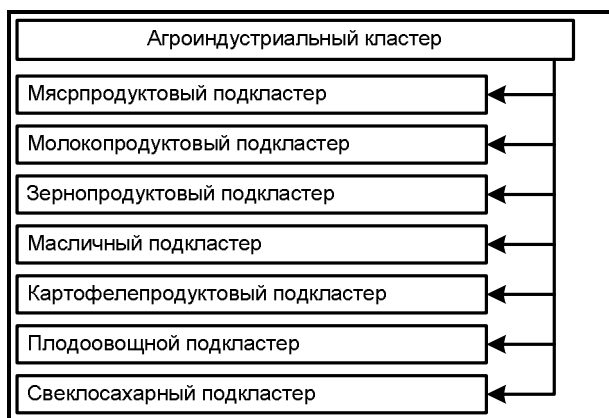 Агроиндустриальный кластер
Мясрпродуктовый подкластер
Молокопродуктовый подкластер
Зернопродуктовый подкластер
Масличный подкластер
Картофелепродуктовый подкластер
Плодоовощной подкластер
Свеклосахарный подкластер